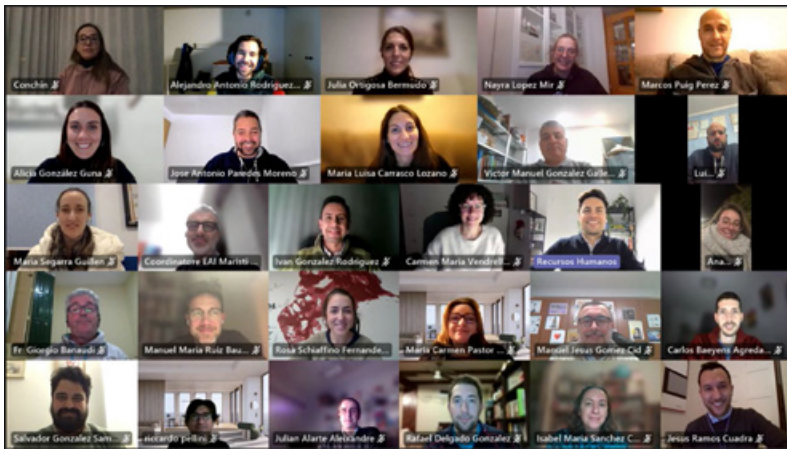 Conchin
Alejandro Antonio Rodriguez...
Julia Ortigosa Bermudo
Nayra Lopez Mir
Marcos Puig Perez
Alicia González Guna
Jose Antonio Paredes Moreno
Maria Luisa Carrasco Lozano
Victor Manuel Gonzalez Galle...
Lui...
Maria Segarra Guillen
Coordinatore EAI Maristi ...
Ivan Gonzalez Rodriguez
Carmen Maria Vendrell...
Recursos Humanos
Ana...
Fr. Giorgio Banaudi
Manuel Maria Ruiz Bau...
Rosa Schiaffino Fernande...
Maria Carmen Pastor ...
Manuel Jesus Gomez Cid
Carlos Baeyens Agreda...
Salvador Gonzalez Sam...
riccardo pellini
Julian Alarte Aleixandre
Rafael Delgado Gonzalez
Isabel Maria Sanchez C...
Jesus Ramos Cuadra